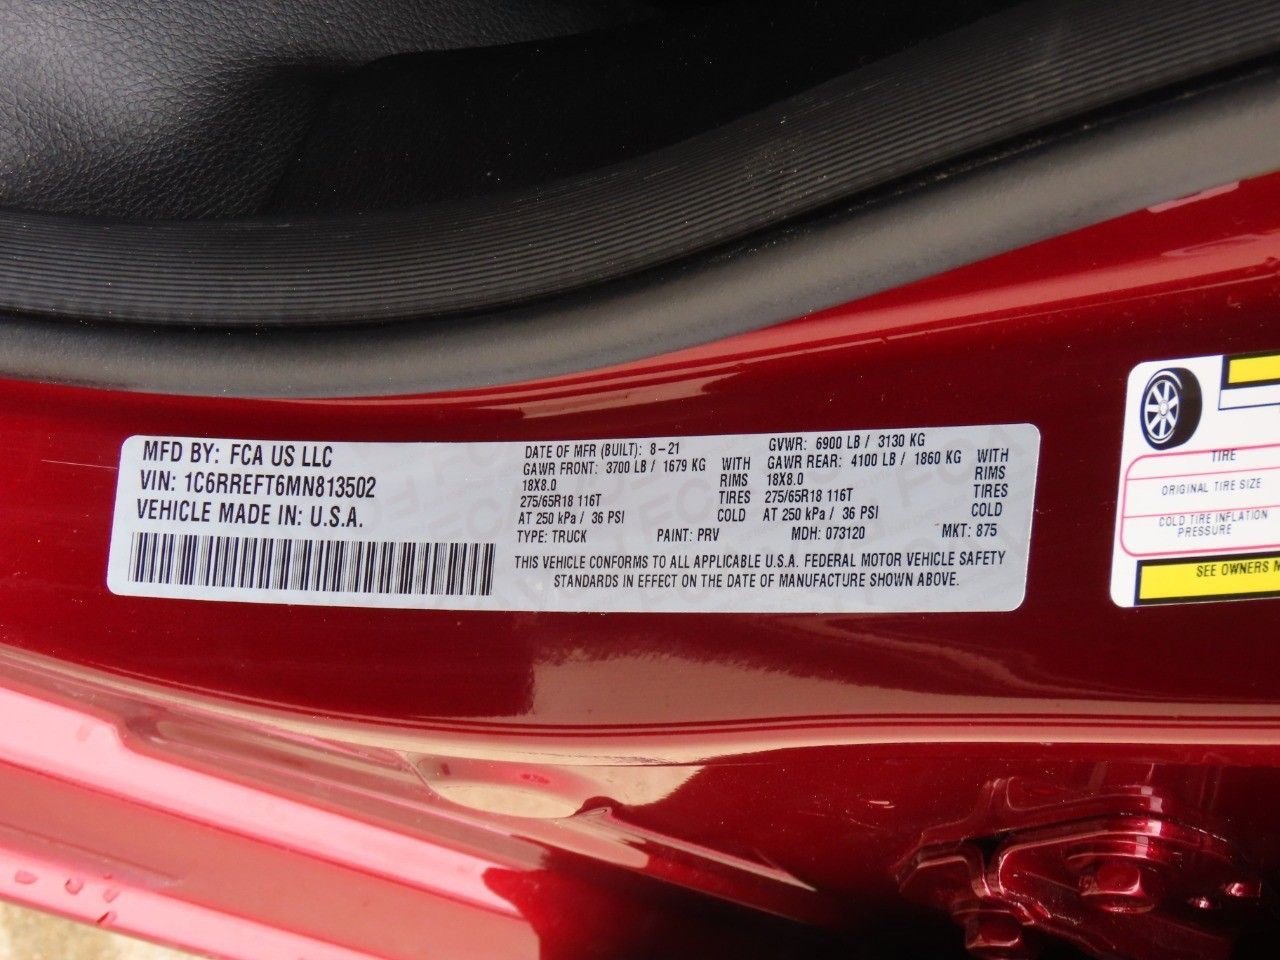 MFD BY: FCA US LLC
VIN: 1C6RREFT6MN813502
VEHICLE MADE IN: U.S.A.
DATE OF MFR (BUILT): 8-21
GAWR FRONT: 3700 LB / 1679 KG WITH
18X8.0 RIMS
275/65R18 116T TIRES
AT 250 kPa / 36 PSI COLD
GVWR: 6900 LB / 3130 KG
GAWR REAR: 4100 LB / 1860 KG WITH
18X8.0 RIMS
275/65R18 116T TIRES
AT 250 kPa / 36 PSI COLD
TYPE: TRUCK PAINT: PRV MDH: 073120 MKT: 875
THIS VEHICLE CONFORMS TO ALL APPLICABLE U.S.A. FEDERAL MOTOR VEHICLE SAFETY
STANDARDS IN EFFECT ON THE DATE OF MANUFACTURE SHOWN ABOVE.
TIRE
ORIGINAL TIRE SIZE
COLD TIRE INFLATION
PRESSURE
SEE OWNERS M